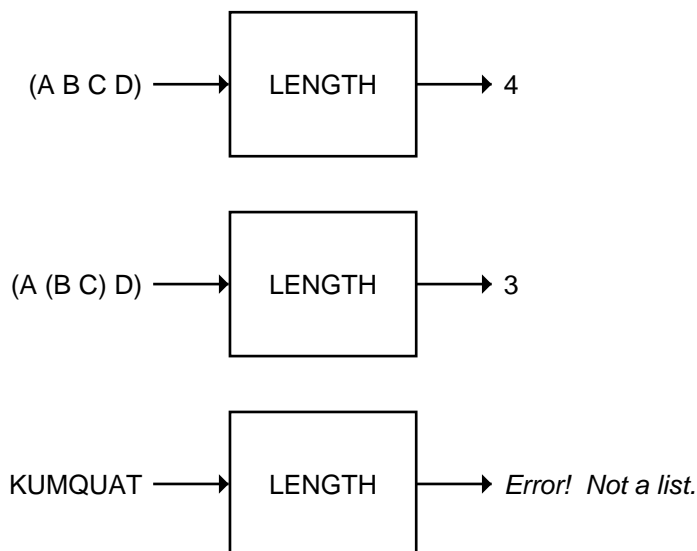 (A B C D) LENGTH 4
(A (B C) D) LENGTH 3
KUMQUAT LENGTH Error! Not a list.